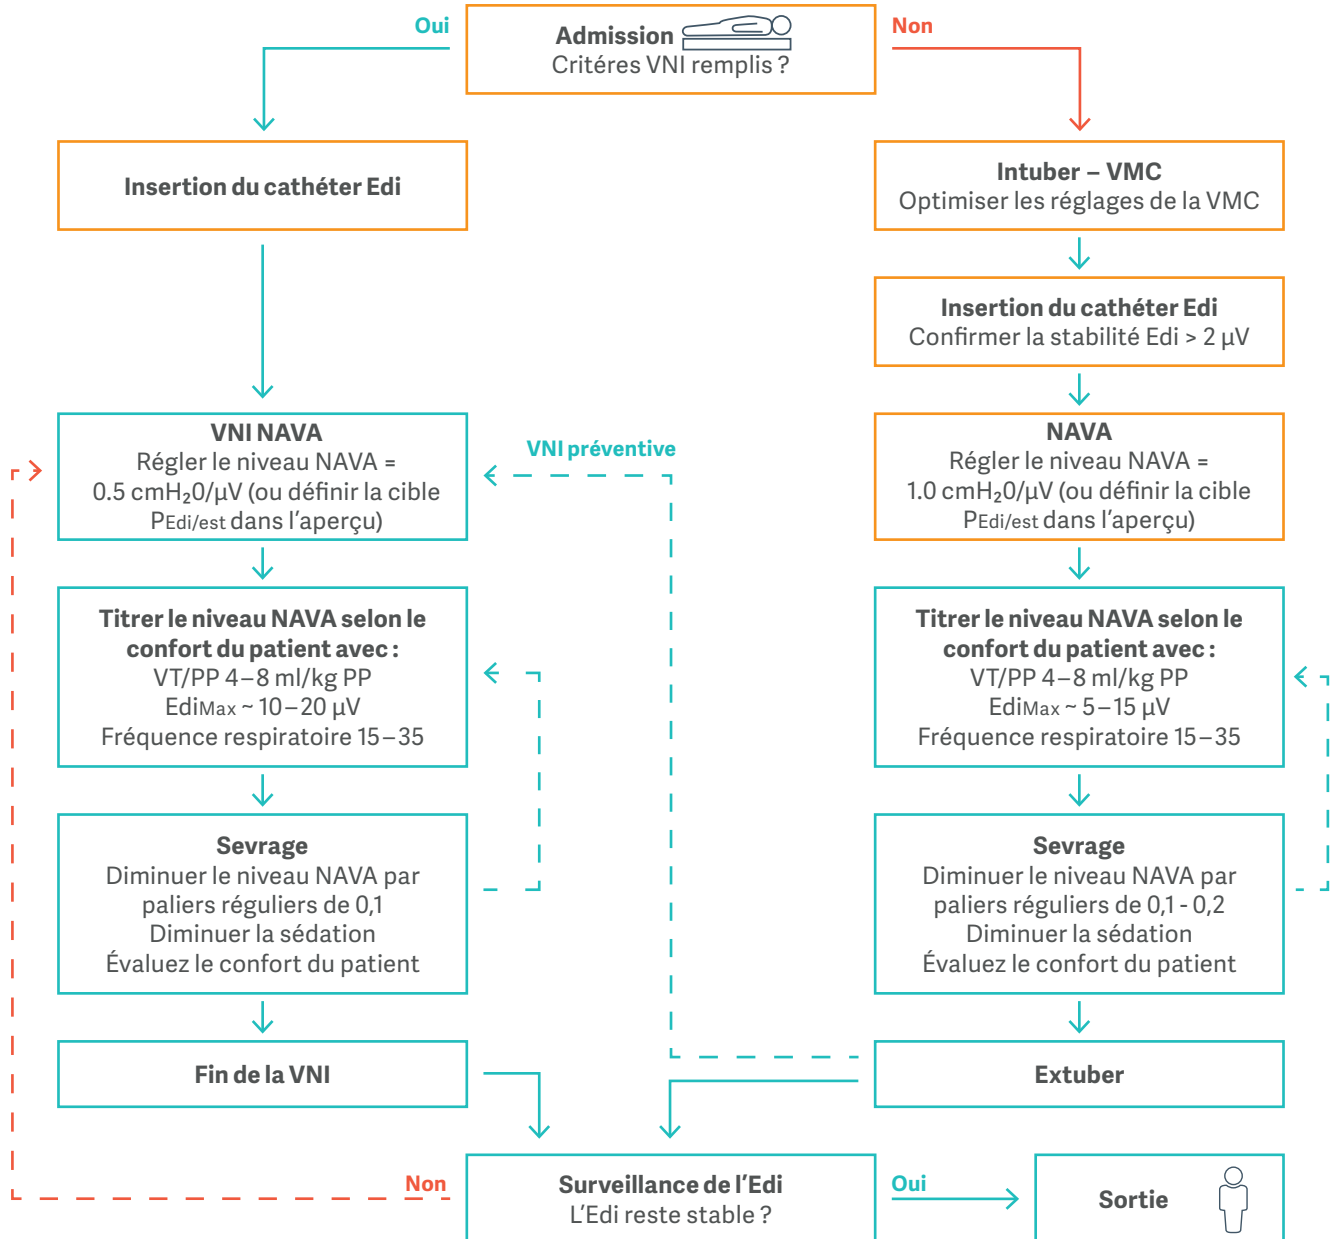 Oui
Admission
Critéres VNI remplis ?
Non
Insertion du cathéter Edi
Intuber – VMC
Optimiser les réglages de la VMC
Insertion du cathéter Edi
Confirmer la stabilité Edi > 2 µV
VNI NAVA
Régler le niveau NAVA =
0.5 cmH₂0/µV (ou définir la cible
PEdi/est dans l’aperçu)
VNI préventive
NAVA
Régler le niveau NAVA =
1.0 cmH₂0/µV (ou définir la cible
PEdi/est dans l’aperçu)
Titrer le niveau NAVA selon le
confort du patient avec :
VT/PP 4–8 ml/kg PP
EdiMax ~ 10–20 µV
Fréquence respiratoire 15–35
Titrer le niveau NAVA selon le
confort du patient avec :
VT/PP 4–8 ml/kg PP
EdiMax ~ 5–15 µV
Fréquence respiratoire 15–35
Sevrage
Diminuer le niveau NAVA par
paliers réguliers de 0,1
Diminuer la sédation
Évaluez le confort du patient
Sevrage
Diminuer le niveau NAVA par
paliers réguliers de 0,1 - 0,2
Diminuer la sédation
Évaluez le confort du patient
Fin de la VNI
Extuber
Non
Surveillance de l’Edi
L’Edi reste stable ?
Oui
Sortie